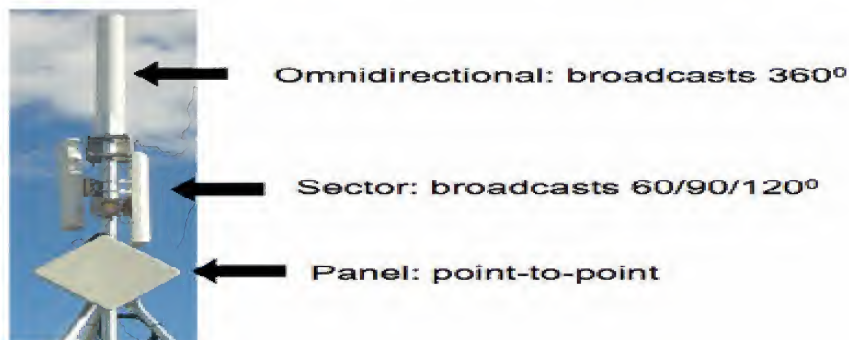 Omnidirectional: broadcasts 360º
Sector: broadcasts 60/90/120º
Panel: point-to-point